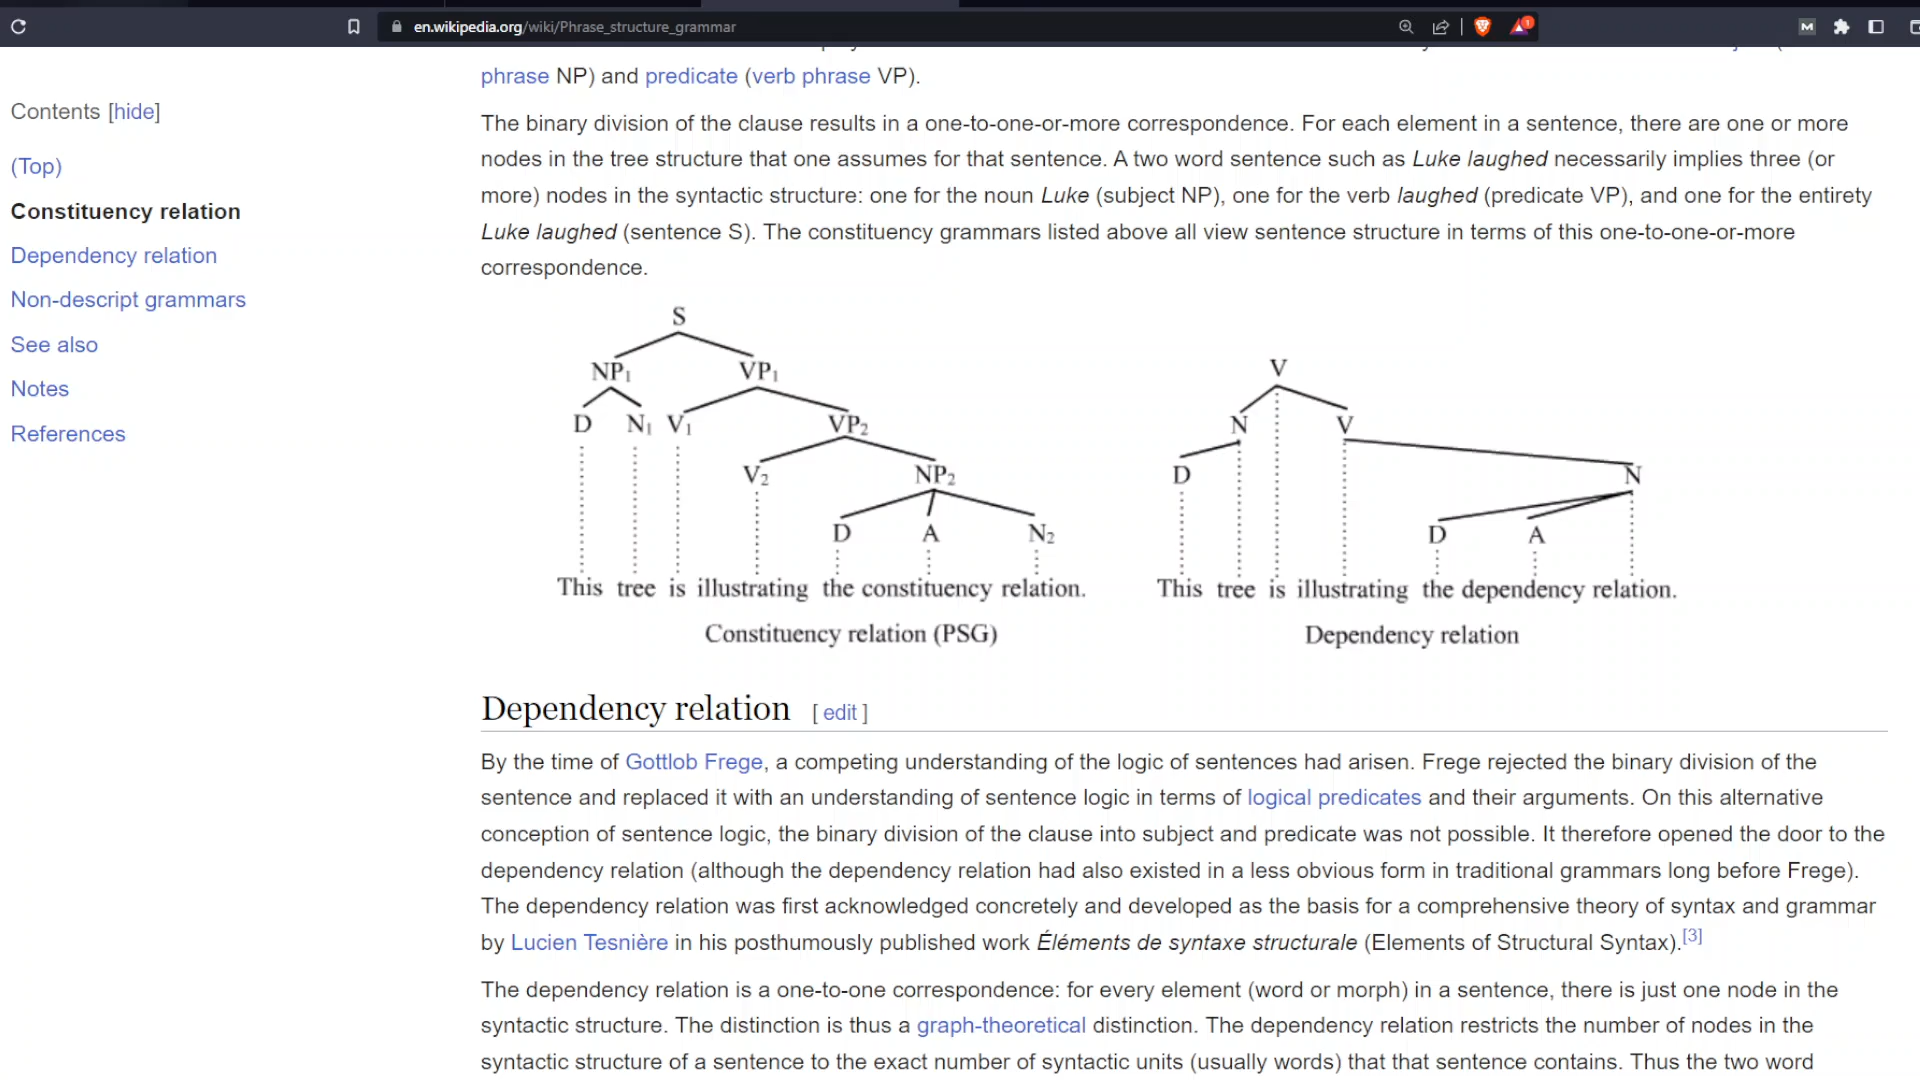 en.wikipedia.org/wiki/Phrase_structure_grammar
1
M
Contents [hide]
(Top)
Constituency relation
Dependency relation
Non-descript grammars
See also
Notes
References
phrase NP) and predicate (verb phrase VP).
The binary division of the clause results in a one-to-one-or-more correspondence. For each element in a sentence, there are one or more
nodes in the tree structure that one assumes for that sentence. A two word sentence such as Luke laughed necessarily implies three (or
more) nodes in the syntactic structure: one for the noun Luke (subject NP), one for the verb laughed (predicate VP), and one for the entirety
Luke laughed (sentence S). The constituency grammars listed above all view sentence structure in terms of this one-to-one-or-more
correspondence.
S
NP₁ VP₁
D N₁ V₁ VP₂
V₂ NP₂
D A N₂
This tree is illustrating the constituency relation.
Constituency relation (PSG)
V
N V
D N
D A
This tree is illustrating the dependency relation.
Dependency relation
Dependency relation [ edit ]
By the time of Gottlob Frege, a competing understanding of the logic of sentences had arisen. Frege rejected the binary division of the
sentence and replaced it with an understanding of sentence logic in terms of logical predicates and their arguments. On this alternative
conception of sentence logic, the binary division of the clause into subject and predicate was not possible. It therefore opened the door to the
dependency relation (although the dependency relation had also existed in a less obvious form in traditional grammars long before Frege).
The dependency relation was first acknowledged concretely and developed as the basis for a comprehensive theory of syntax and grammar
by Lucien Tesnière in his posthumously published work Éléments de syntaxe structurale (Elements of Structural Syntax).[3]
The dependency relation is a one-to-one correspondence: for every element (word or morph) in a sentence, there is just one node in the
syntactic structure. The distinction is thus a graph-theoretical distinction. The dependency relation restricts the number of nodes in the
syntactic structure of a sentence to the exact number of syntactic units (usually words) that that sentence contains. Thus the two word